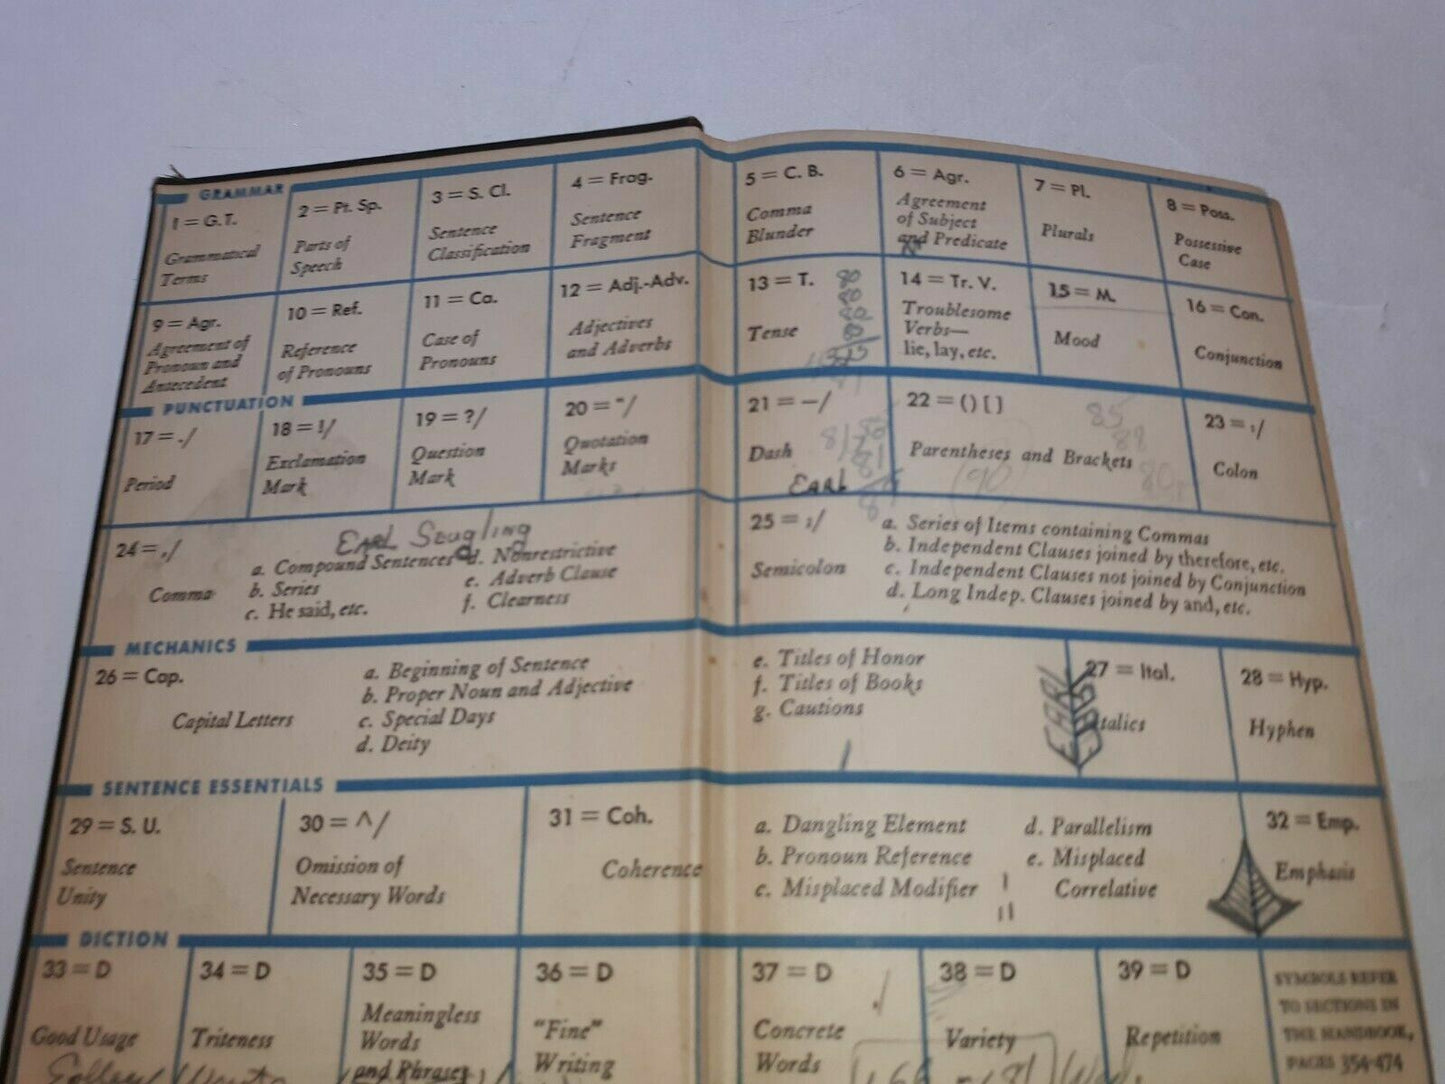 GRAMMAR
1 = G.T.
Grammatical
Terms
2 = Pt. Sp.
Parts of
Speech
3 = S. Cl.
Sentence
Classification
4 = Frag.
Sentence
Fragment
5 = C. B.
Comma
Blunder
6 = Agr.
Agreement
of Subject
and Predicate
7 = Pl.
Plurals
8 = Poss.
Possessive
Case
9 = Agr.
Agreement of
Pronoun and
Antecedent
10 = Ref.
Reference
of Pronouns
11 = Ca.
Case of
Pronouns
12 = Adj.-Adv.
Adjectives
and Adverbs
13 = T.
Tense
80
80
80
80
14 = Tr. V.
Troublesome
Verbs—
lie, lay, etc.
15 = M.
Mood
16 = Con.
Conjunction
PUNCTUATION
17 = ./
Period
18 = !/
Exclamation
Mark
19 = ?/
Question
Mark
20 = "/
Quotation
Marks
21 = —/
Dash
81
EARL
22 = ( ) [ ]
Parentheses and Brackets
85
88
80
90
23 = :/
Colon
24 = ,/
Comma
EARL
a. Compound Sentences
b. Series
c. He said, etc.
d. Nonrestrictive
e. Adverb Clause
f. Clearness
25 = ;/
Semicolon
a. Series of Items containing Commas
b. Independent Clauses joined by therefore, etc.
c. Independent Clauses not joined by Conjunction
d. Long Indep. Clauses joined by and, etc.
MECHANICS
26 = Cap.
Capital Letters
a. Beginning of Sentence
b. Proper Noun and Adjective
c. Special Days
d. Deity
e. Titles of Honor
f. Titles of Books
g. Cautions
EARL
27 = Ital.
Italics
28 = Hyp.
Hyphen
SENTENCE ESSENTIALS
29 = S. U.
Sentence
Unity
30 = ^/
Omission of
Necessary Words
31 = Coh.
Coherence
a. Dangling Element
b. Pronoun Reference
c. Misplaced Modifier
d. Parallelism
e. Misplaced
Correlative
32 = Emp.
Emphasis
DICTION
33 = D
Good Usage
34 = D
Triteness
35 = D
Meaningless
Words
and Phrases
36 = D
"Fine"
Writing
37 = D
Concrete
Words
38 = D
Variety
39 = D
Repetition
SYMBOLS REFER
TO SECTIONS IN
THE HANDBOOK,
PAGES 354-474